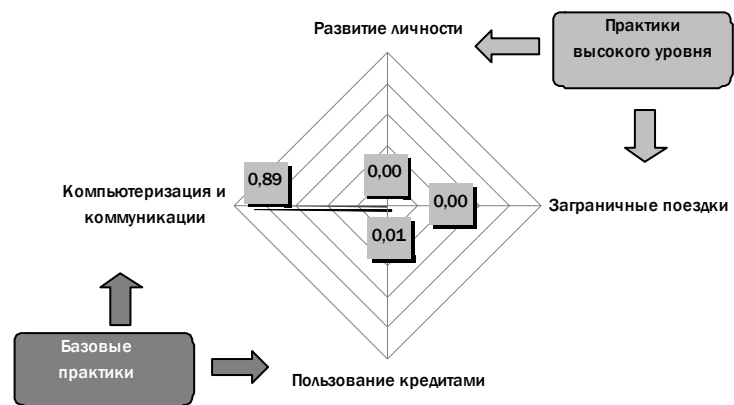 Развитие личности
Практики
высокого уровня
0,89
0,00
Компьютеризация и
коммуникации
0,00
Заграничные поездки
0,01
Базовые
практики
Пользование кредитами